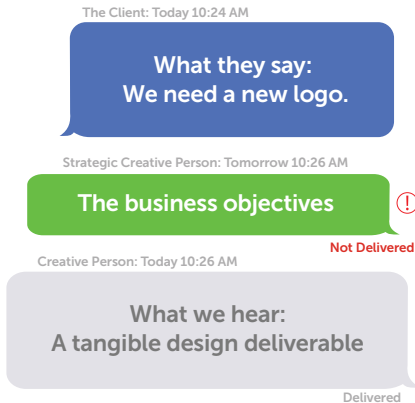 The Client: Today 10:24 AM
What they say:
We need a new logo.
Strategic Creative Person: Tomorrow 10:26 AM
The business objectives
!
Not Delivered
Creative Person: Today 10:26 AM
What we hear:
A tangible design deliverable
Delivered